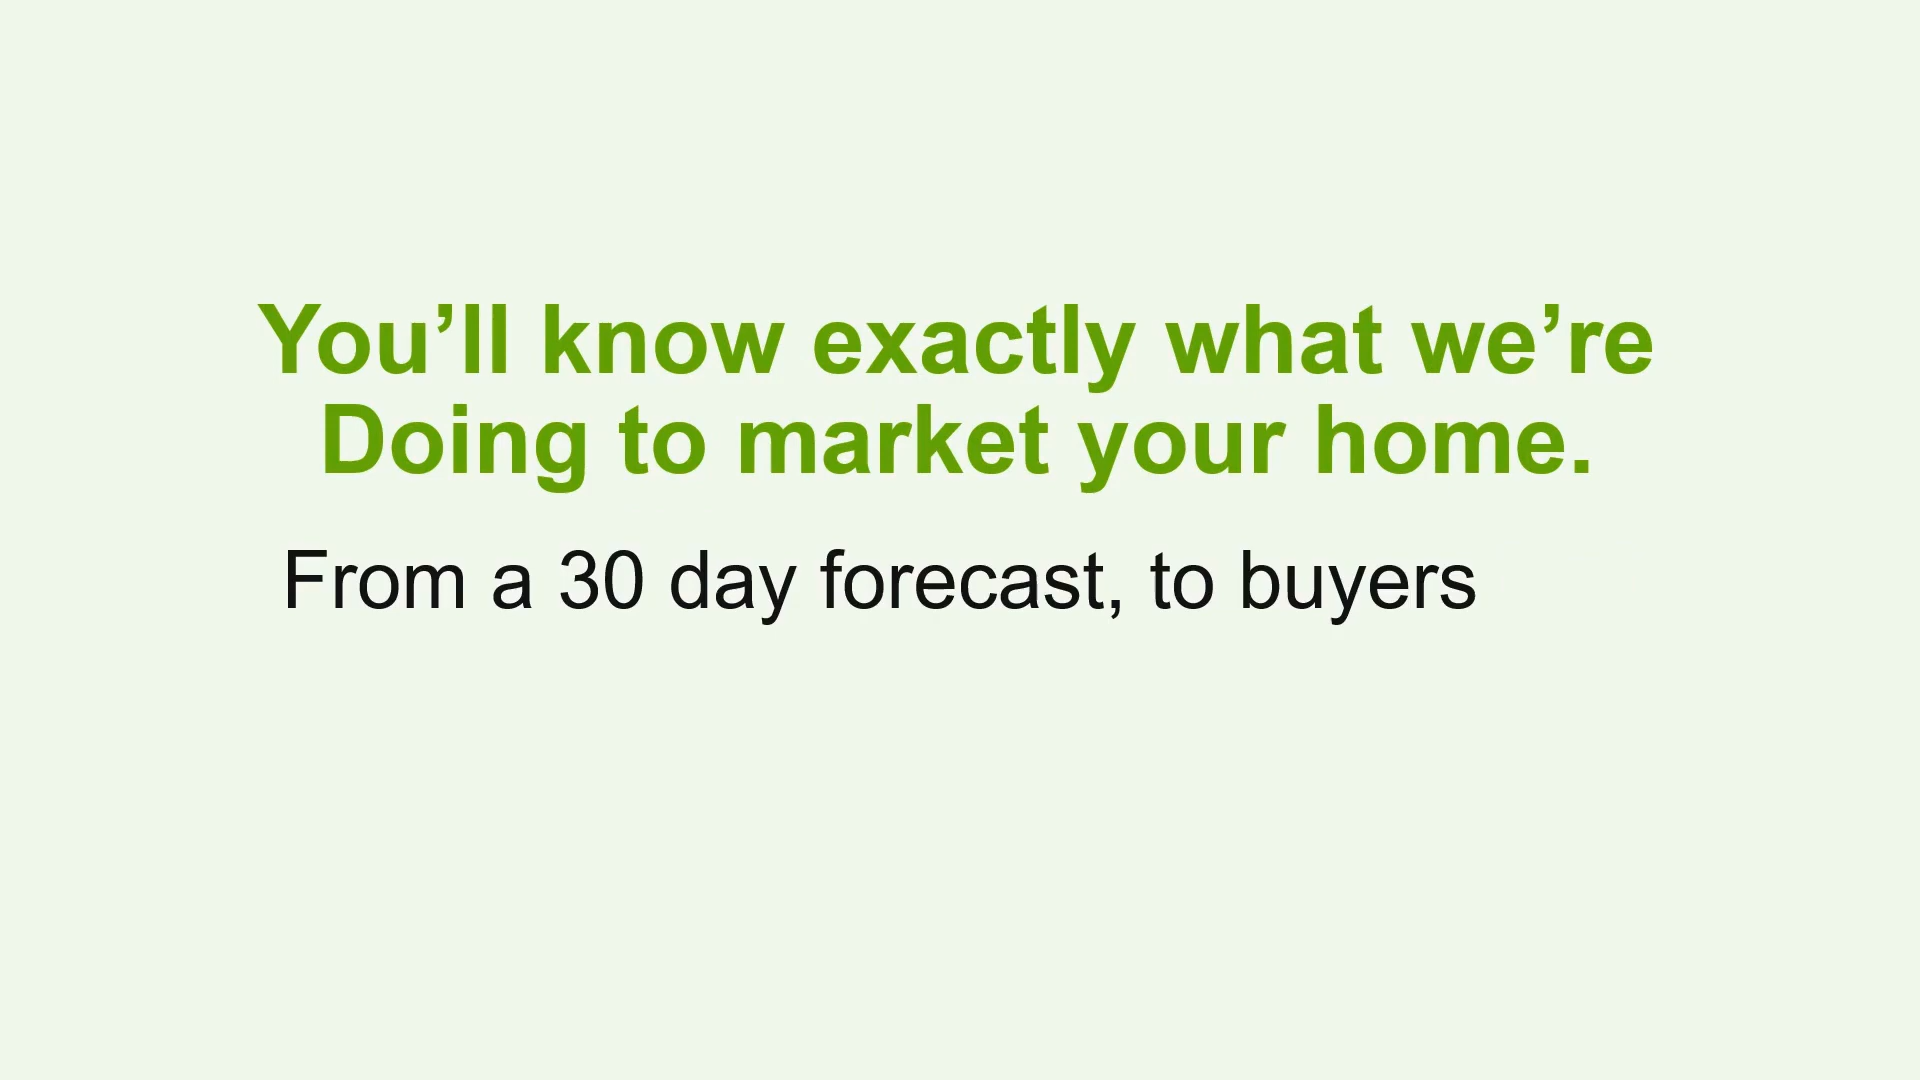 You’ll know exactly what we’re
Doing to market your home.
From a 30 day forecast, to buyers